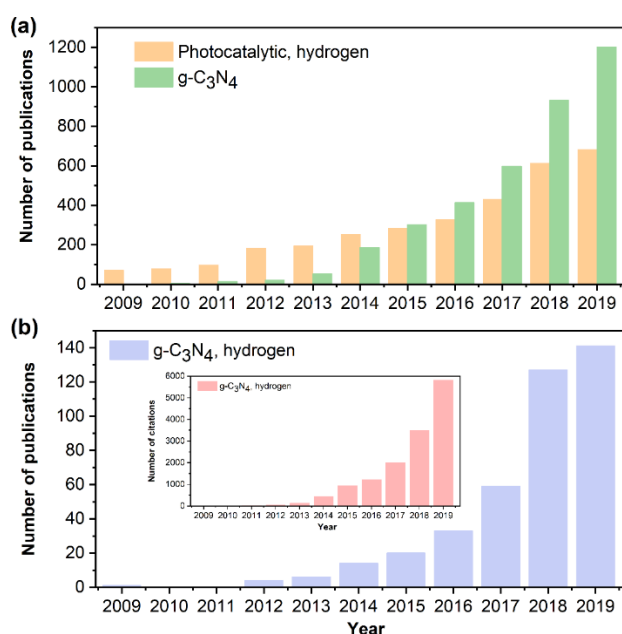 (a)
Photocatalytic, hydrogen
g-C₃N₄
Number of publications
1200
1000
800
600
400
200
0
2009 2010 2011 2012 2013 2014 2015 2016 2017 2018 2019
(b)
g-C₃N₄, hydrogen
Number of publications
140
120
100
80
60
40
20
0
g-C₃N₄, hydrogen
Number of citations
6000
5000
4000
3000
2000
1000
0
2009 2010 2011 2012 2013 2014 2015 2016 2017 2018 2019
Year
2009 2010 2011 2012 2013 2014 2015 2016 2017 2018 2019
Year